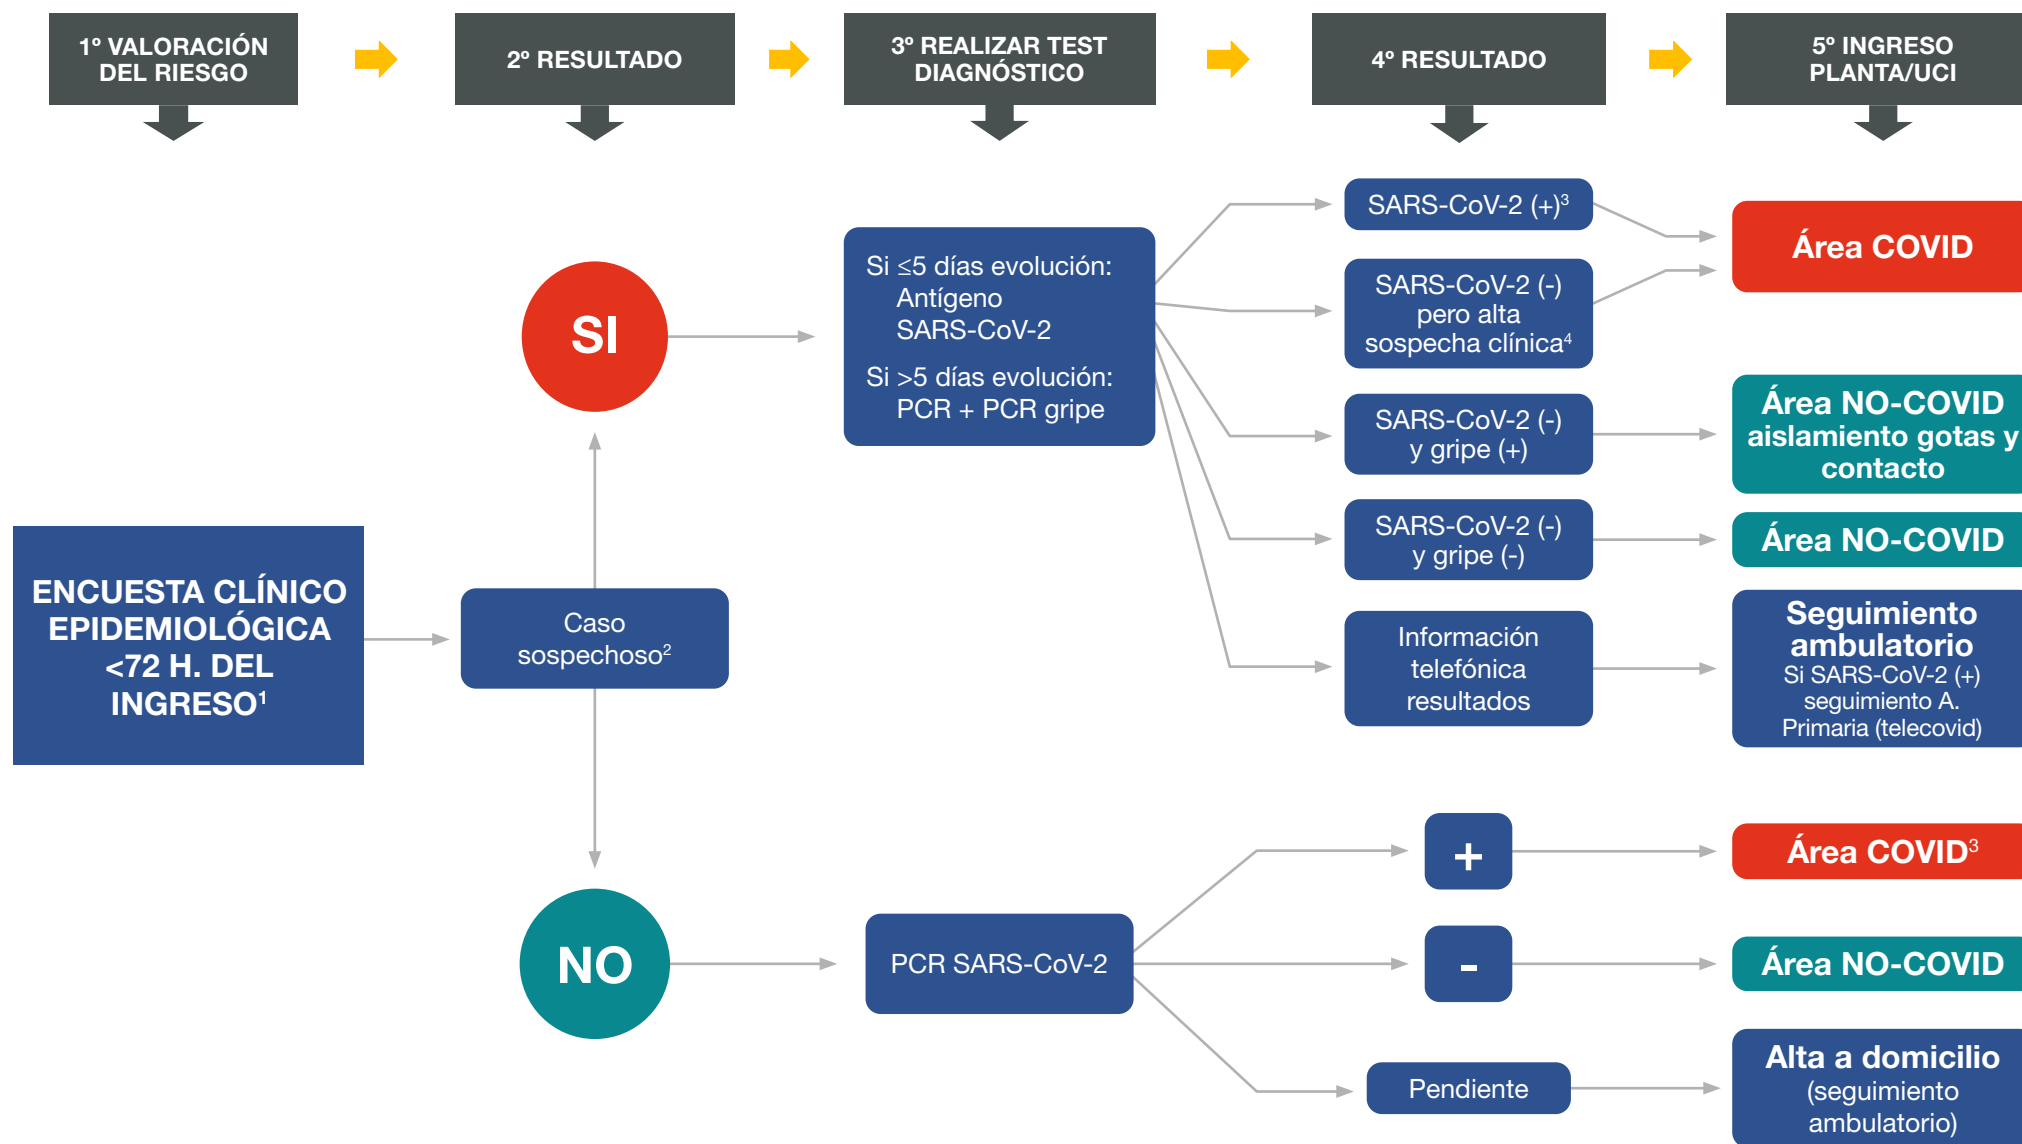 1º VALORACIÓN
DEL RIESGO
2º RESULTADO
3º REALIZAR TEST
DIAGNÓSTICO
4º RESULTADO
5º INGRESO
PLANTA/UCI
ENCUESTA CLÍNICO
EPIDEMIOLÓGICA
<72 H. DEL
INGRESO¹
Caso
sospechoso²
SI
Si ≤5 días evolución:
Antígeno
SARS-CoV-2
Si >5 días evolución:
PCR + PCR gripe
SARS-CoV-2 (+)³
SARS-CoV-2 (-)
pero alta
sospecha clínica⁴
Área COVID
SARS-CoV-2 (-)
y gripe (+)
Área NO-COVID
aislamiento gotas y
contacto
SARS-CoV-2 (-)
y gripe (-)
Área NO-COVID
Información
telefónica
resultados
Seguimiento
ambulatorio
Si SARS-CoV-2 (+)
seguimiento A.
Primaria (telecovid)
NO
PCR SARS-CoV-2
+
Área COVID³
-
Área NO-COVID
Pendiente
Alta a domicilio
(seguimiento
ambulatorio)